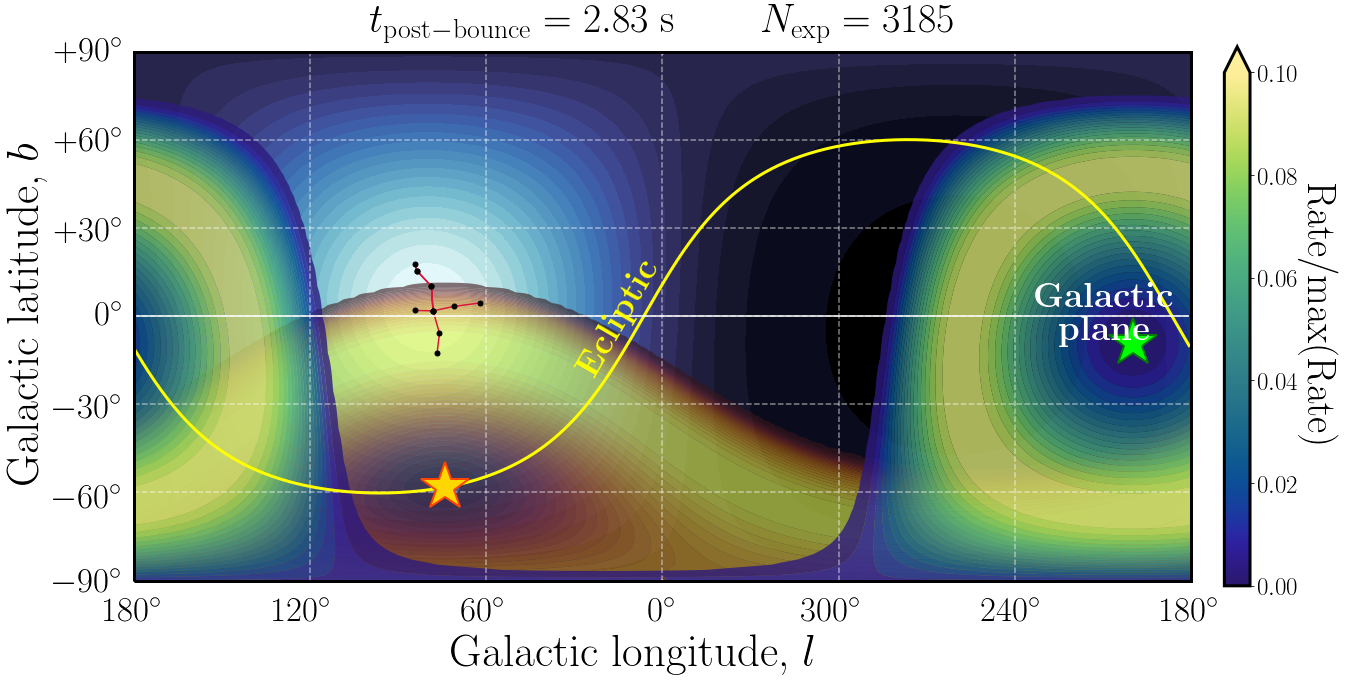 t_post−bounce = 2.83 s N_exp = 3185
+90°
+60°
+30°
0°
−30°
−60°
−90°
Galactic latitude, b
Ecliptic
Galactic
plane
180°
120°
60°
0°
300°
240°
180°
Galactic longitude, l
0.10
0.08
0.06
0.04
0.02
0.00
Rate/max(Rate)